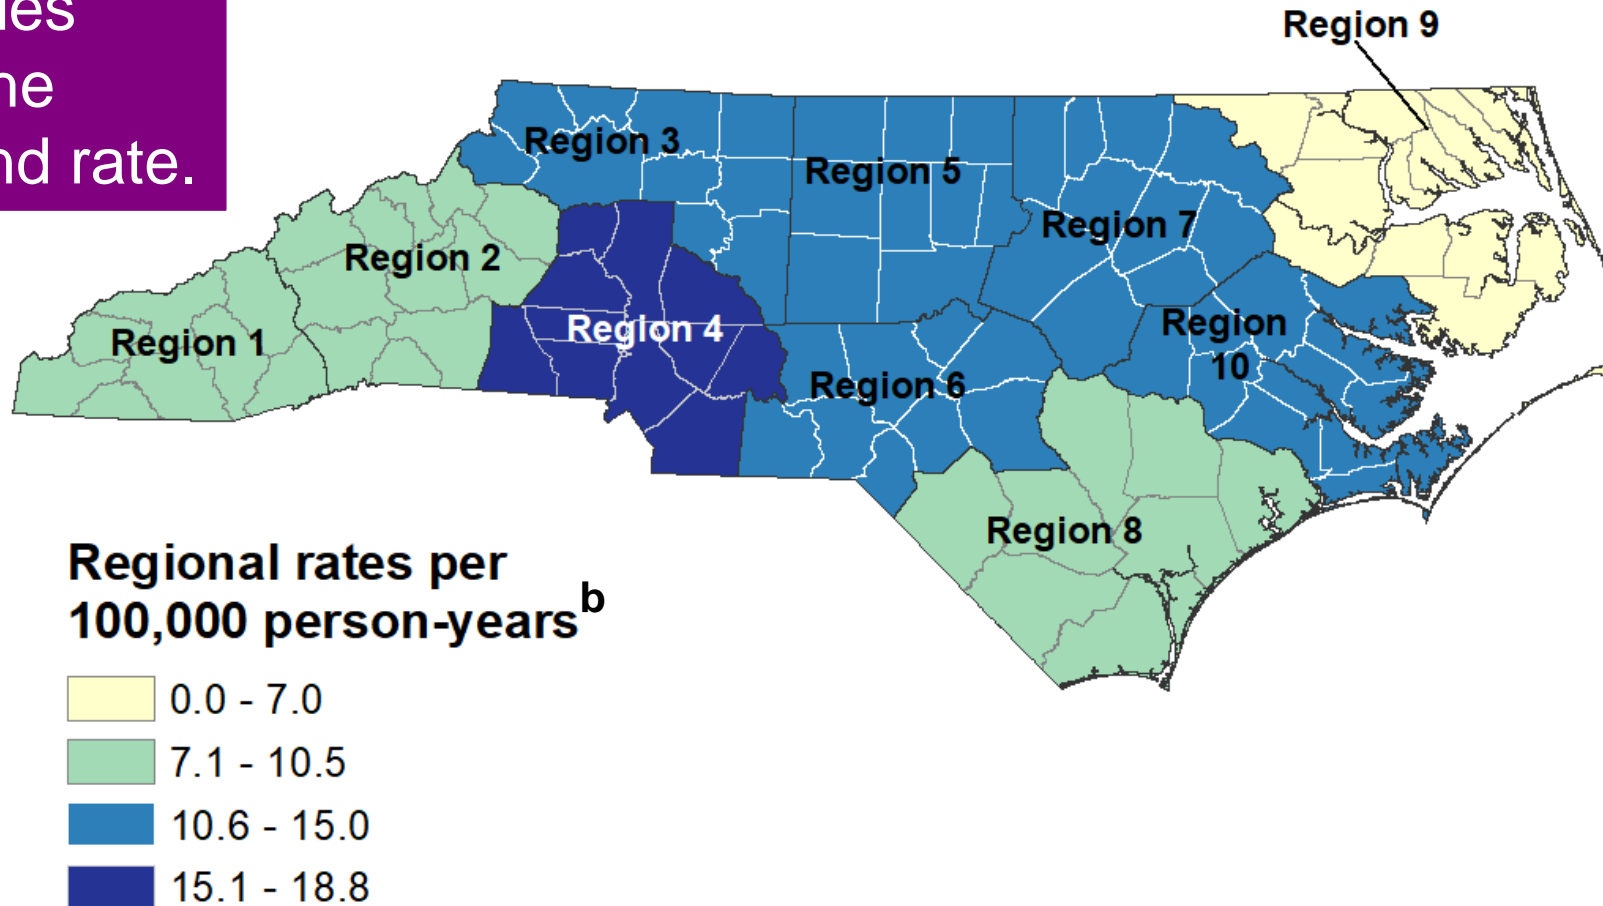 nd rate.
Region 9
Region 3
Region 5
Region 7
Region 2
Region 4
Region 1
Region
10
Region 6
Region 8
Regional rates per
100,000 person-years b
0.0 - 7.0
7.1 - 10.5
10.6 - 15.0
15.1 - 18.8